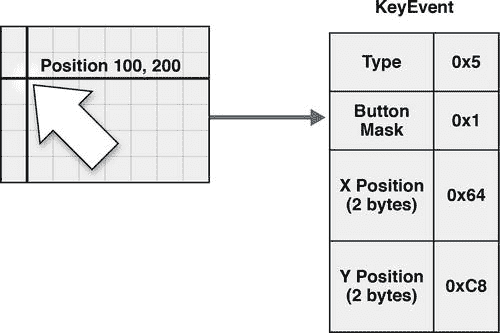 KeyEvent
Position 100, 200
Type
0x5
Button
Mask
0x1
X Position
(2 bytes)
0x64
Y Position
(2 bytes)
0xC8